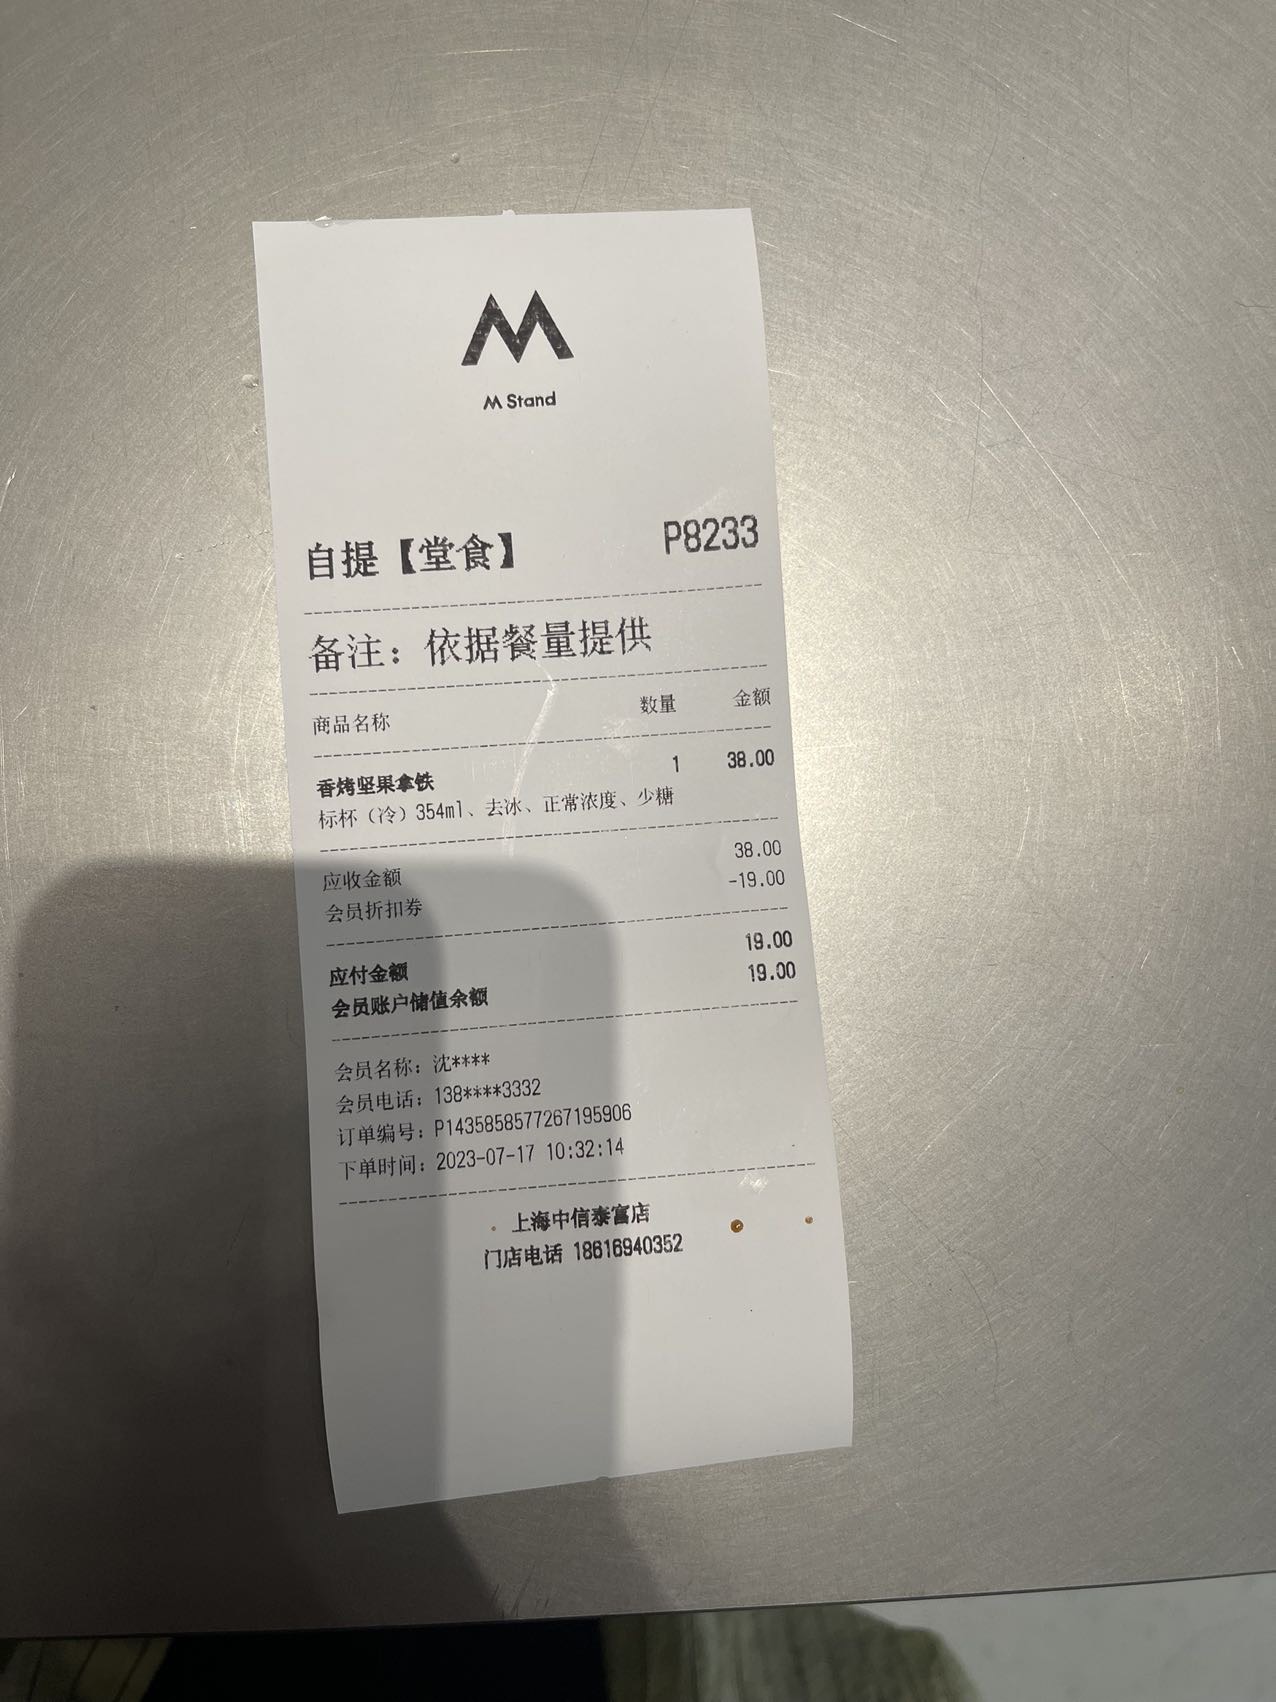 M Stand
自提【堂食】 P8233
备注：依据餐量提供
商品名称 数量 金额
香烤坚果拿铁 1 38.00
标杯（冷）354ml、去冰、正常浓度、少糖
应收金额 38.00
会员折扣券 -19.00
应付金额 19.00
会员账户储值余额 19.00
会员名称：沈****
会员电话：138****3332
订单编号：P1435858577267195906
下单时间：2023-07-17 10:32:14
上海中信泰富店
门店电话 18616940352